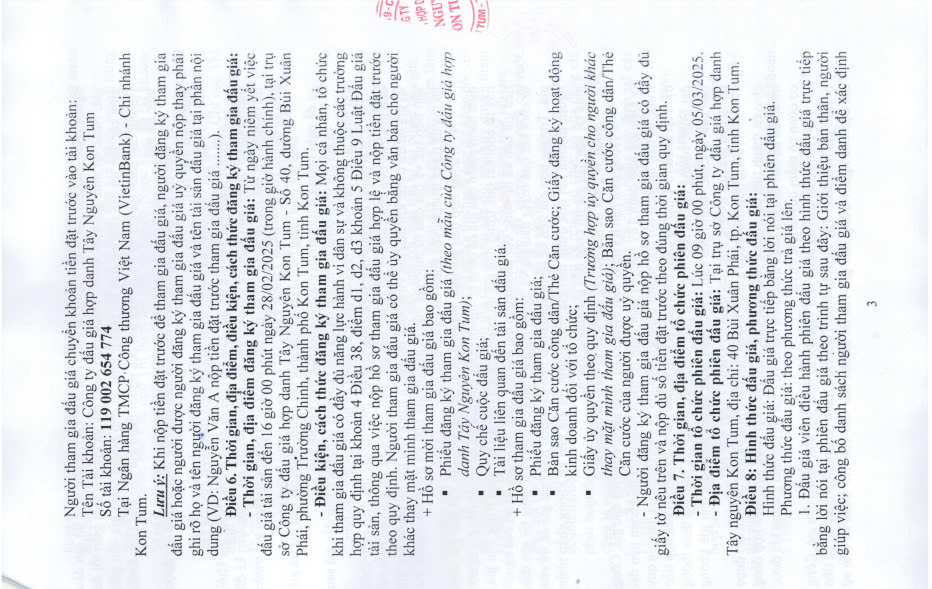 Người tham gia đấu giá chuyển khoản tiền đặt trước vào tài khoản:
Tên Tài khoản: Công ty đấu giá hợp danh Tây Nguyên Kon Tum
Số tài khoản: 119 002 654 774
Tại Ngân hàng TMCP Công thương Việt Nam (VietinBank) - Chi nhánh
Kon Tum.
Lưu ý: Khi nộp tiền đặt trước để tham gia đấu giá, người đăng ký tham gia
đấu giá hoặc người được người đăng ký tham gia đấu giá uỷ quyền nộp thay phải
ghi rõ họ và tên người đăng ký tham gia đấu giá và tên tài sản đấu giá tại phần nội
dung (VD: Nguyễn Văn A nộp tiền đặt trước tham gia đấu giá ........).
Điều 6. Thời gian, địa điểm, điều kiện, cách thức đăng ký tham gia đấu giá:
- Thời gian, địa điểm đăng ký tham gia đấu giá: Từ ngày niêm yết việc
đấu giá tài sản đến 16 giờ 00 phút ngày 28/02/2025 (trong giờ hành chính), tại trụ
sở Công ty đấu giá hợp danh Tây Nguyên Kon Tum - Số 40, đường Bùi Xuân
Phái, phường Trường Chinh, thành phố Kon Tum, tỉnh Kon Tum.
- Điều kiện, cách thức đăng ký tham gia đấu giá: Mọi cá nhân, tổ chức
khi tham gia đấu giá có đầy đủ năng lực hành vi dân sự và không thuộc các trường
hợp quy định tại khoản 4 Điều 38, điểm d1, d2, d3 khoản 5 Điều 9 Luật Đấu giá
tài sản, thông qua việc nộp hồ sơ tham gia đấu giá hợp lệ và nộp tiền đặt trước
theo quy định. Người tham gia đấu giá có thể ủy quyền bằng văn bản cho người
khác thay mặt mình tham gia đấu giá.
+ Hồ sơ mời tham gia đấu giá bao gồm:
▪ Phiếu đăng ký tham gia đấu giá (theo mẫu của Công ty đấu giá hợp
danh Tây Nguyên Kon Tum);
▪ Quy chế cuộc đấu giá;
▪ Tài liệu liên quan đến tài sản đấu giá.
+ Hồ sơ tham gia đấu giá bao gồm:
▪ Phiếu đăng ký tham gia đấu giá;
▪ Bản sao Căn cước công dân/Thẻ Căn cước; Giấy đăng ký hoạt động
kinh doanh đối với tổ chức;
▪ Giấy ủy quyền theo quy định (Trường hợp ủy quyền cho người khác
thay mặt mình tham gia đấu giá); Bản sao Căn cước công dân/Thẻ
Căn cước của người được uỷ quyền.
- Người đăng ký tham gia đấu giá nộp hồ sơ tham gia đấu giá có đầy đủ
giấy tờ nêu trên và nộp đủ số tiền đặt trước theo đúng thời gian quy định.
Điều 7. Thời gian, địa điểm tổ chức phiên đấu giá:
- Thời gian tổ chức phiên đấu giá: Lúc 09 giờ 00 phút, ngày 05/03/2025.
- Địa điểm tổ chức phiên đấu giá: Tại trụ sở Công ty đấu giá hợp danh
Tây nguyên Kon Tum, địa chỉ: 40 Bùi Xuân Phái, tp. Kon Tum, tỉnh Kon Tum.
Điều 8: Hình thức đấu giá, phương thức đấu giá:
Hình thức đấu giá: Đấu giá trực tiếp bằng lời nói tại phiên đấu giá.
Phương thức đấu giá: theo phương thức trả giá lên.
1. Đấu giá viên điều hành phiên đấu giá theo hình thức đấu giá trực tiếp
bằng lời nói tại phiên đấu giá theo trình tự sau đây: Giới thiệu bản thân, người
giúp việc; công bố danh sách người tham gia đấu giá và điểm danh để xác định
3